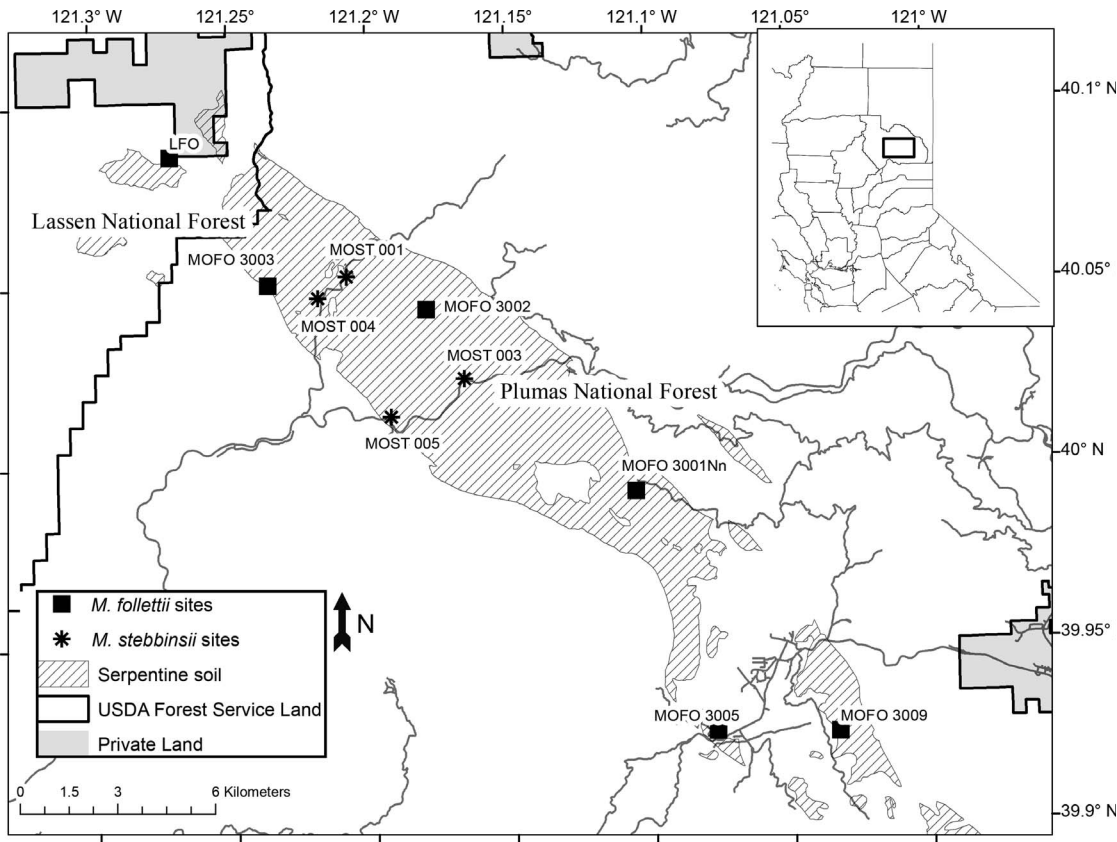 121.3° W 121.25° 121.2° 121.15° 121.1° W 121.05° 121° W
40.1° N
LFO
Lassen National Forest
MOST 001
MOFO 3003
40.05°
MOFO 3002
MOST 004
MOST 003
Plumas National Forest
MOST 005
40° N
MOFO 3001Nn
M. follettii sites
M. stebbinsii sites
N
Serpentine soil
USDA Forest Service Land
Private Land
39.95°
MOFO 3005
MOFO 3009
0 1.5 3 6 Kilometers
39.9° N